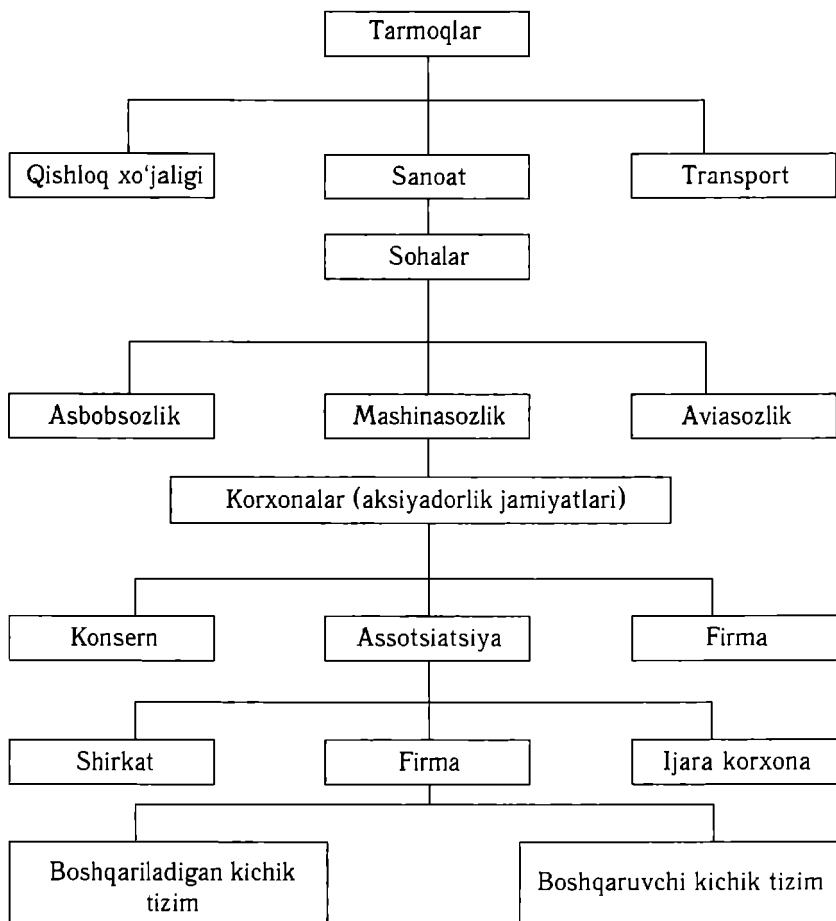 Tarmoqlar
Qishloq xo‘jaligi
Sanoat
Transport
Sohalar
Asbobsozlik
Mashinasozlik
Aviasozlik
Korxonalar (aksiyadorlik jamiyatlari)
Konsern
Assotsiatsiya
Firma
Shirkat
Firma
Ijara korxona
Boshqariladigan kichik
tizim
Boshqaruvchi kichik tizim